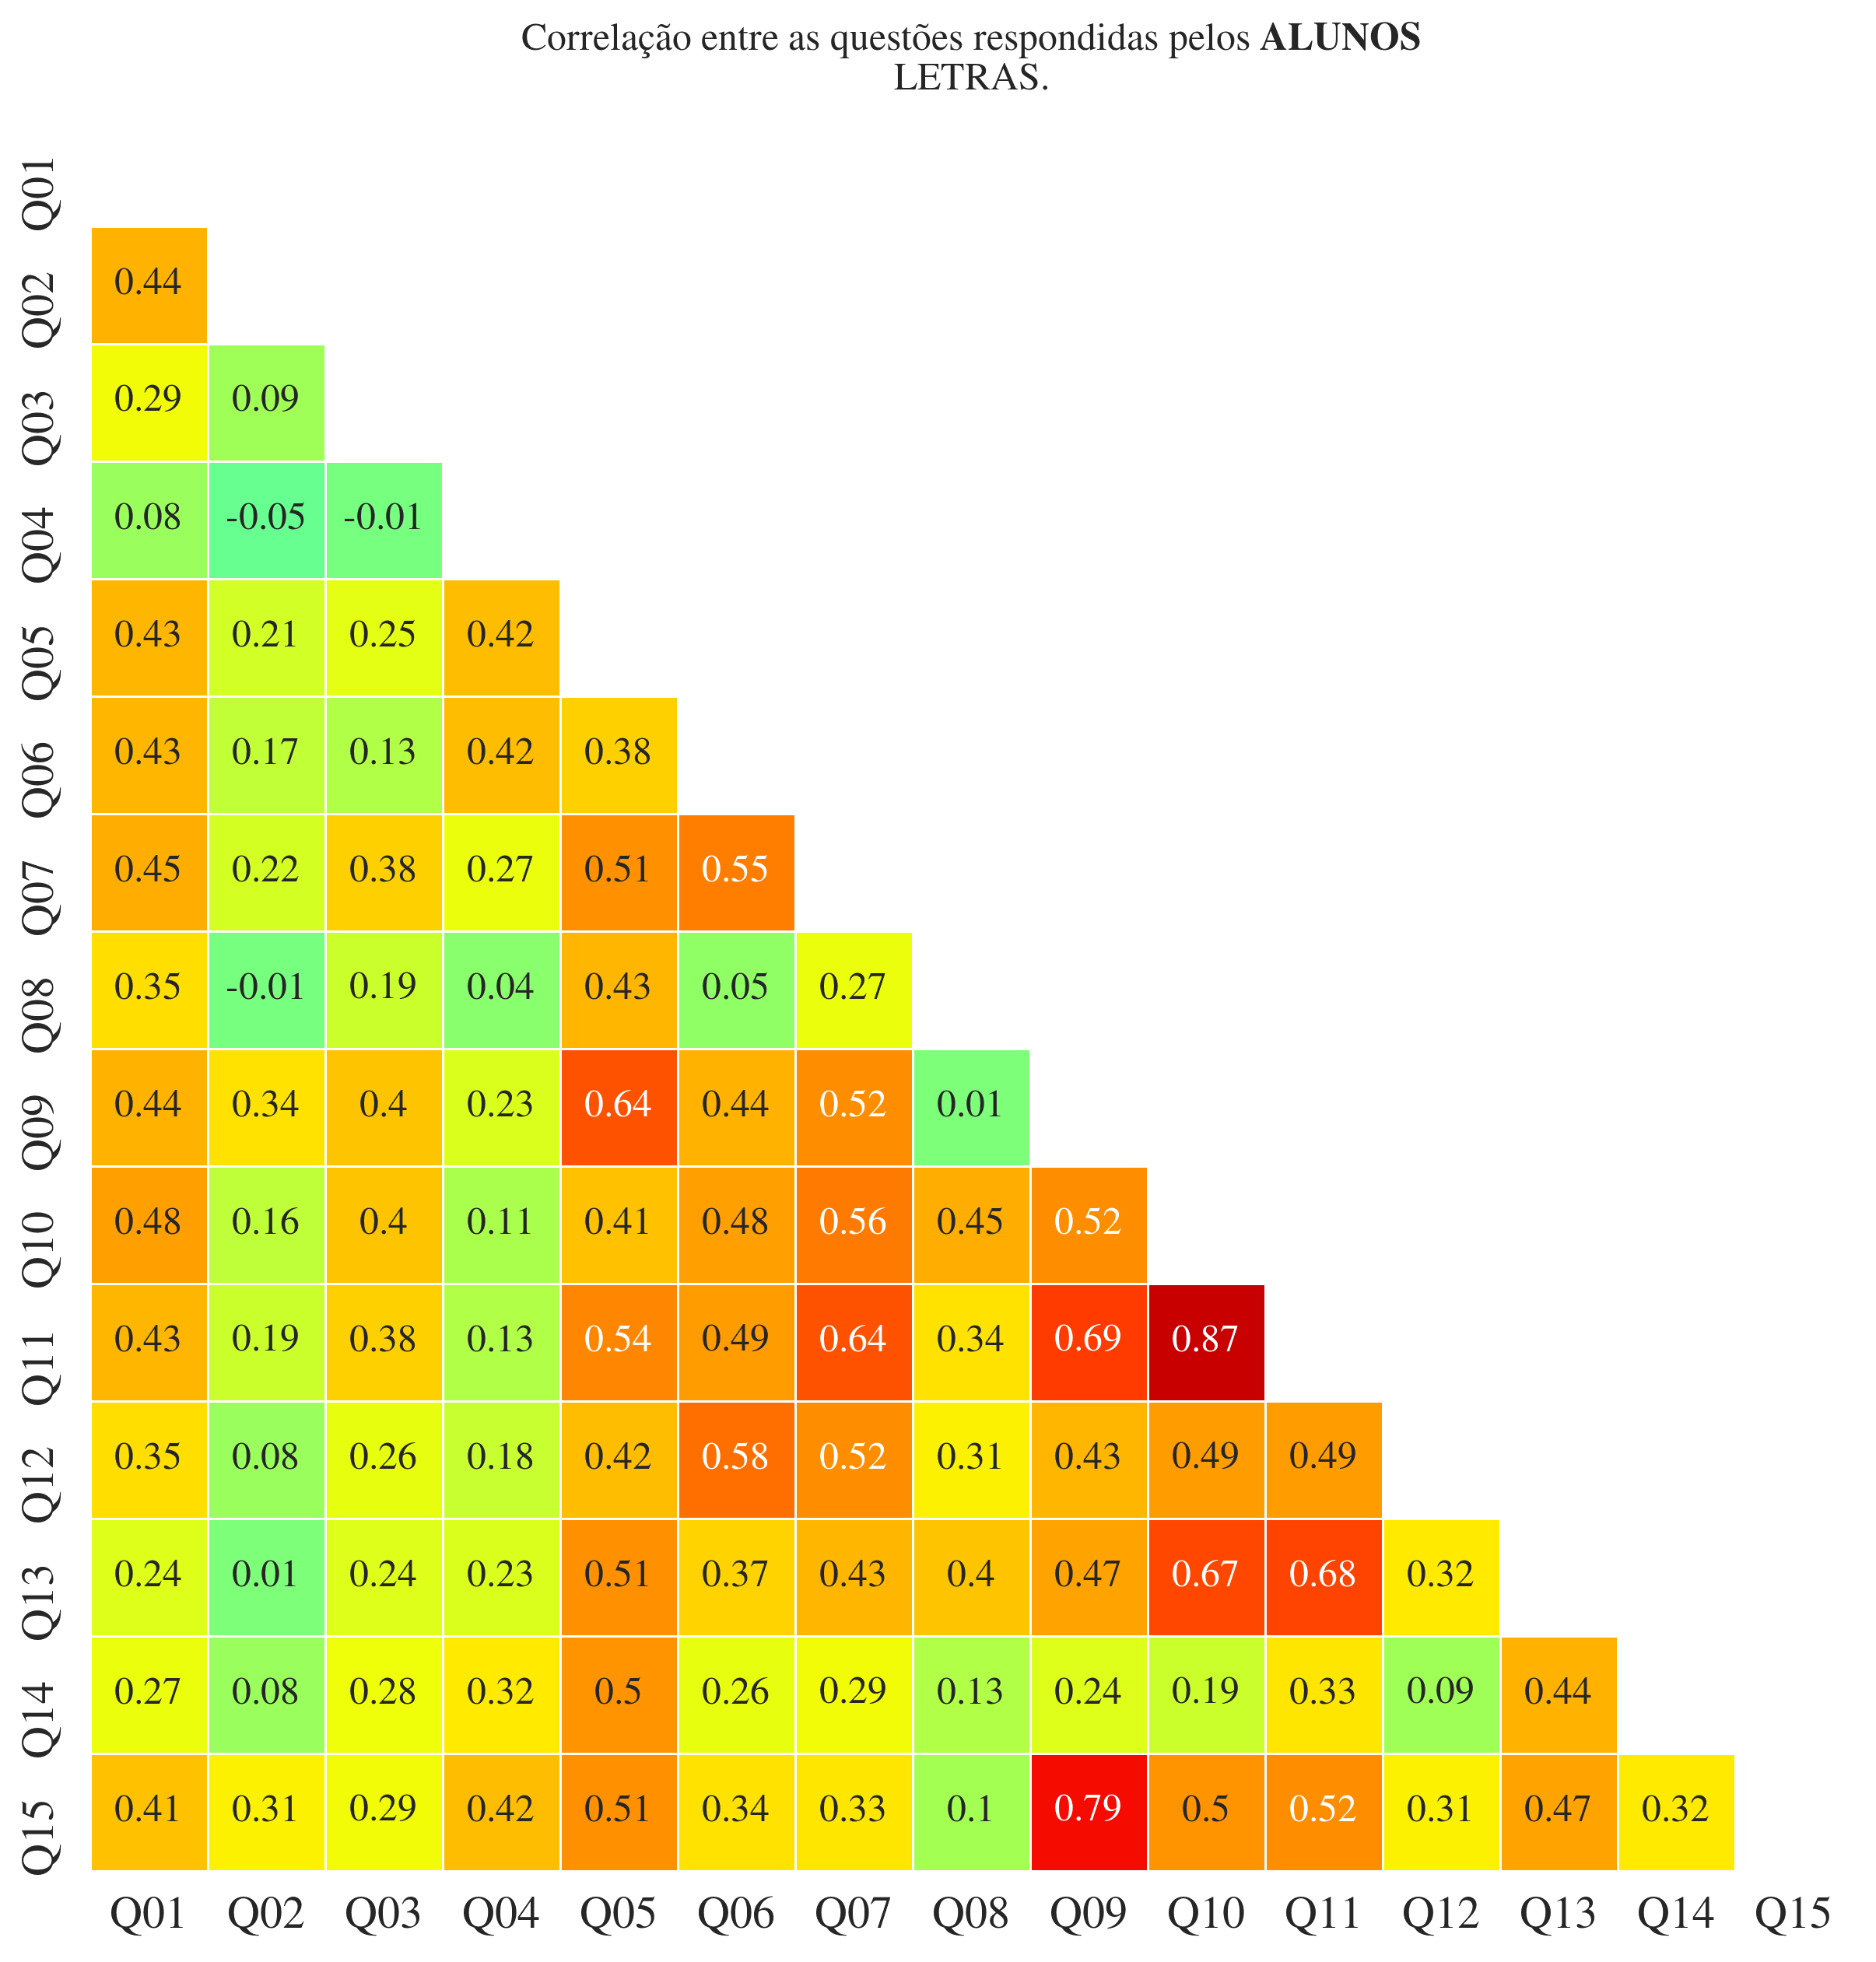 Correlação entre as questões respondidas pelos ALUNOS
LETRAS.
Q01
Q02 0.44
Q03 0.29 0.09
Q04 0.08 -0.05 -0.01
Q05 0.43 0.21 0.25 0.42
Q06 0.43 0.17 0.13 0.42 0.38
Q07 0.45 0.22 0.38 0.27 0.51 0.55
Q08 0.35 -0.01 0.19 0.04 0.43 0.05 0.27
Q09 0.44 0.34 0.4 0.23 0.64 0.44 0.52 0.01
Q10 0.48 0.16 0.4 0.11 0.41 0.48 0.56 0.45 0.52
Q11 0.43 0.19 0.38 0.13 0.54 0.49 0.64 0.34 0.69 0.87
Q12 0.35 0.08 0.26 0.18 0.42 0.58 0.52 0.31 0.43 0.49 0.49
Q13 0.24 0.01 0.24 0.23 0.51 0.37 0.43 0.4 0.47 0.67 0.68 0.32
Q14 0.27 0.08 0.28 0.32 0.5 0.26 0.29 0.13 0.24 0.19 0.33 0.09 0.44
Q15 0.41 0.31 0.29 0.42 0.51 0.34 0.33 0.1 0.79 0.5 0.52 0.31 0.47 0.32
Q01 Q02 Q03 Q04 Q05 Q06 Q07 Q08 Q09 Q10 Q11 Q12 Q13 Q14 Q15